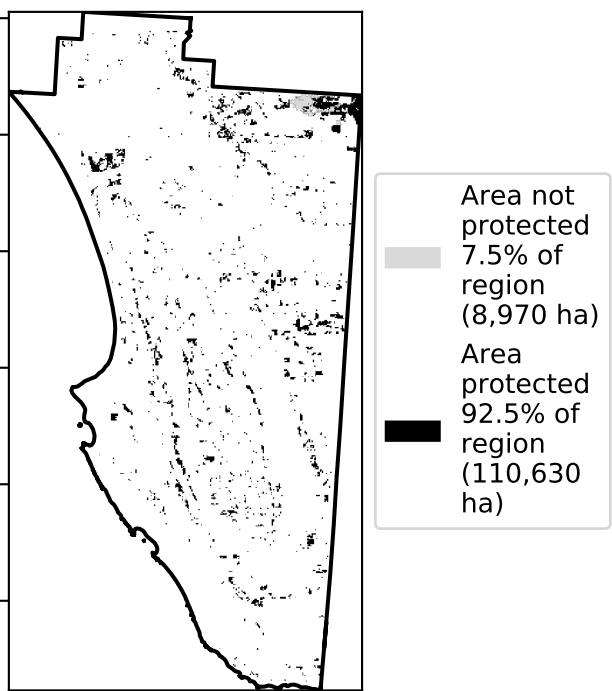 Area not
protected
7.5% of
region
(8,970 ha)
Area
protected
92.5% of
region
(110,630
ha)